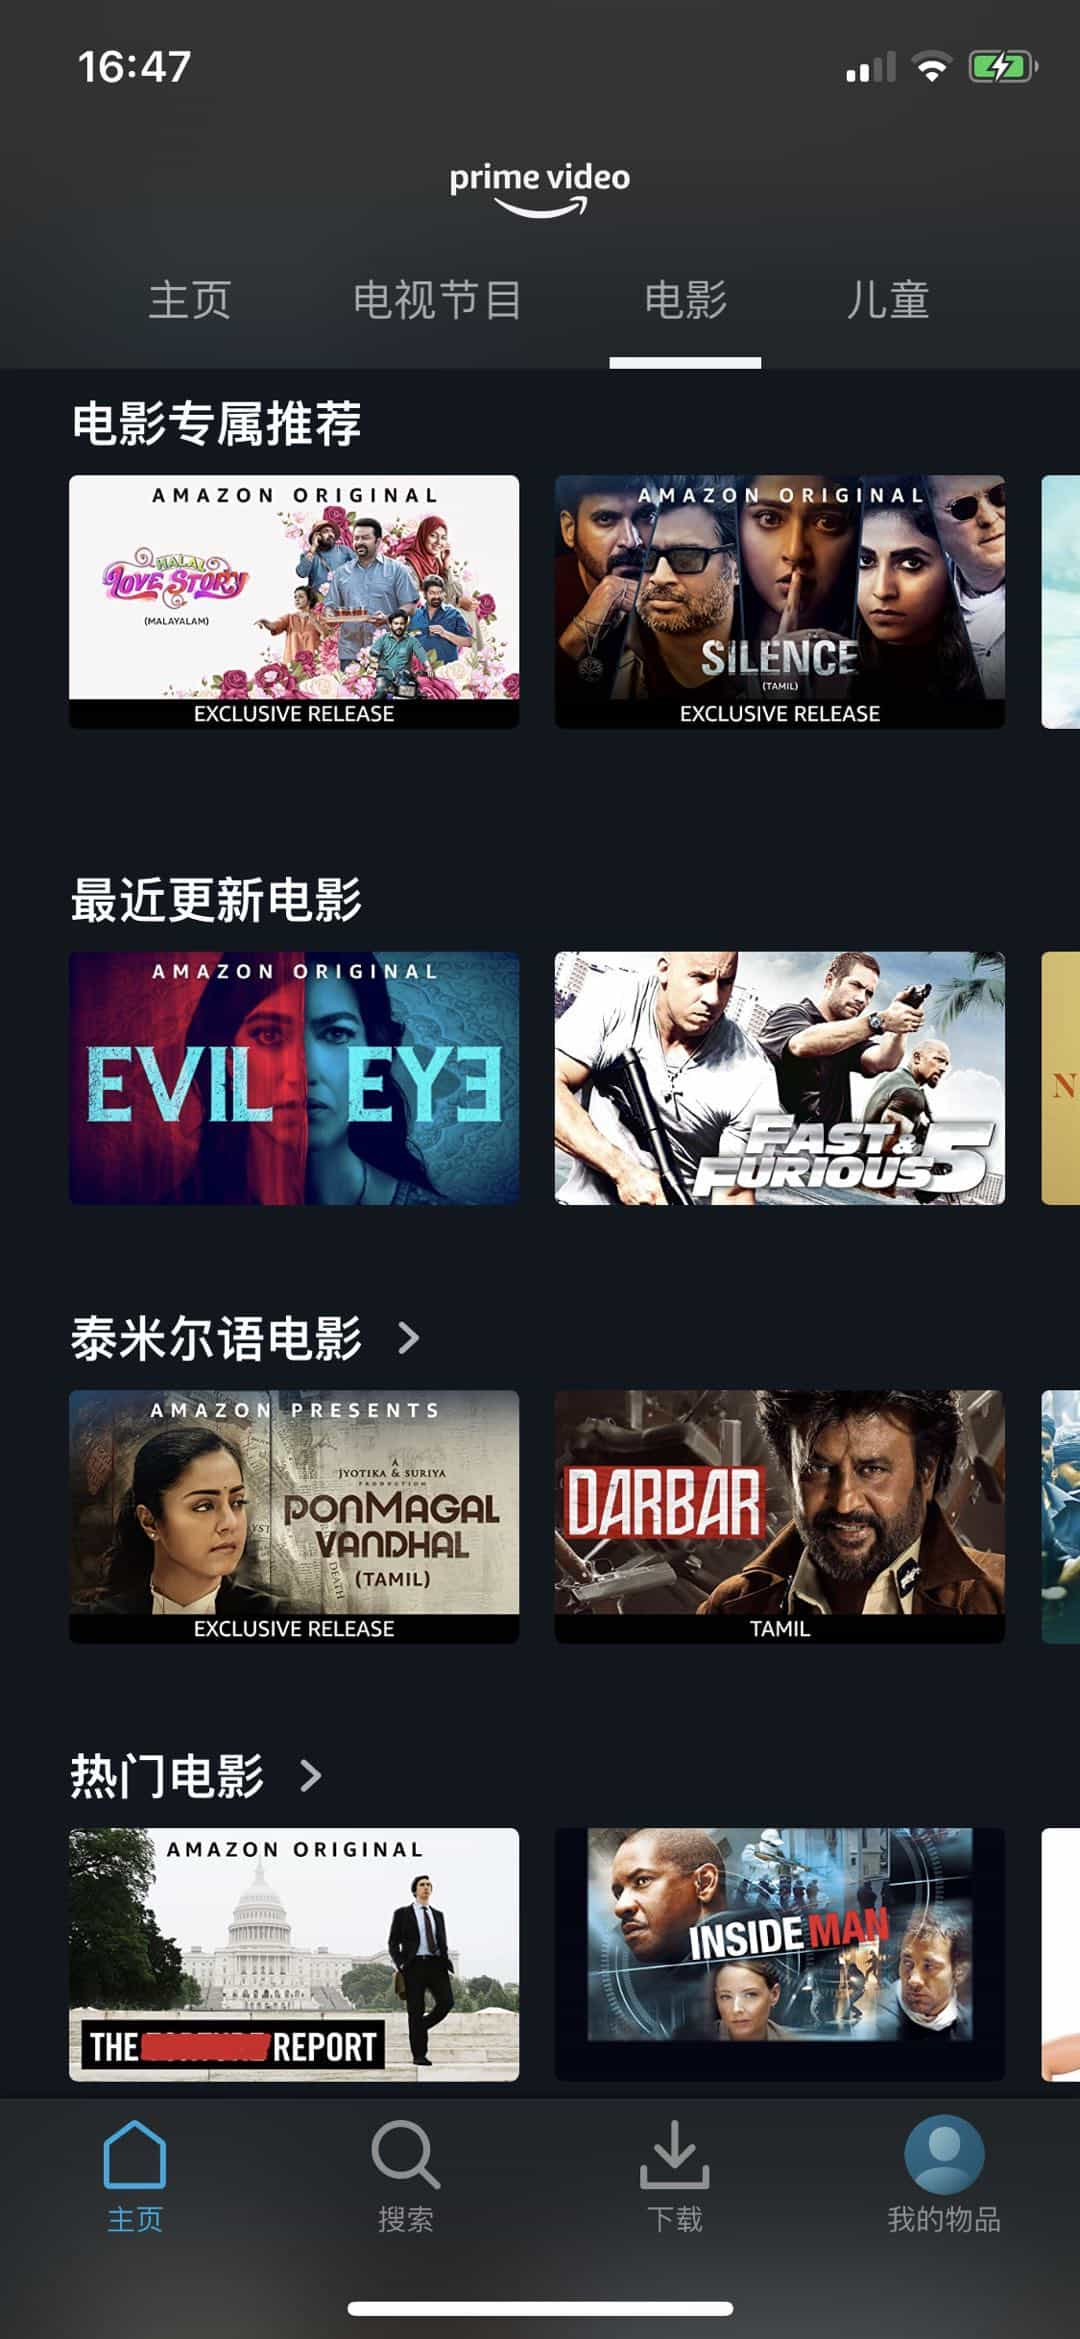 16:47
prime video
主页 电视节目 电影 儿童
电影专属推荐
AMAZON ORIGINAL
HALAL
LOVE STORY
(MALAYALAM)
EXCLUSIVE RELEASE
AMAZON ORIGINAL
SILENCE
(TAMIL)
EXCLUSIVE RELEASE
最近更新电影
AMAZON ORIGINAL
EVIL EYE
FAST &
FURIOUS 5
N
泰米尔语电影
AMAZON PRESENTS
A
JYOTIKA & SURIYA
PRODUCTION
PONMAGAL
VANDHAL
(TAMIL)
DEATH
EXCLUSIVE RELEASE
DARBAR
TAMIL
热门电影
AMAZON ORIGINAL
THE REPORT
INSIDE MAN
主页 搜索 下载 我的物品